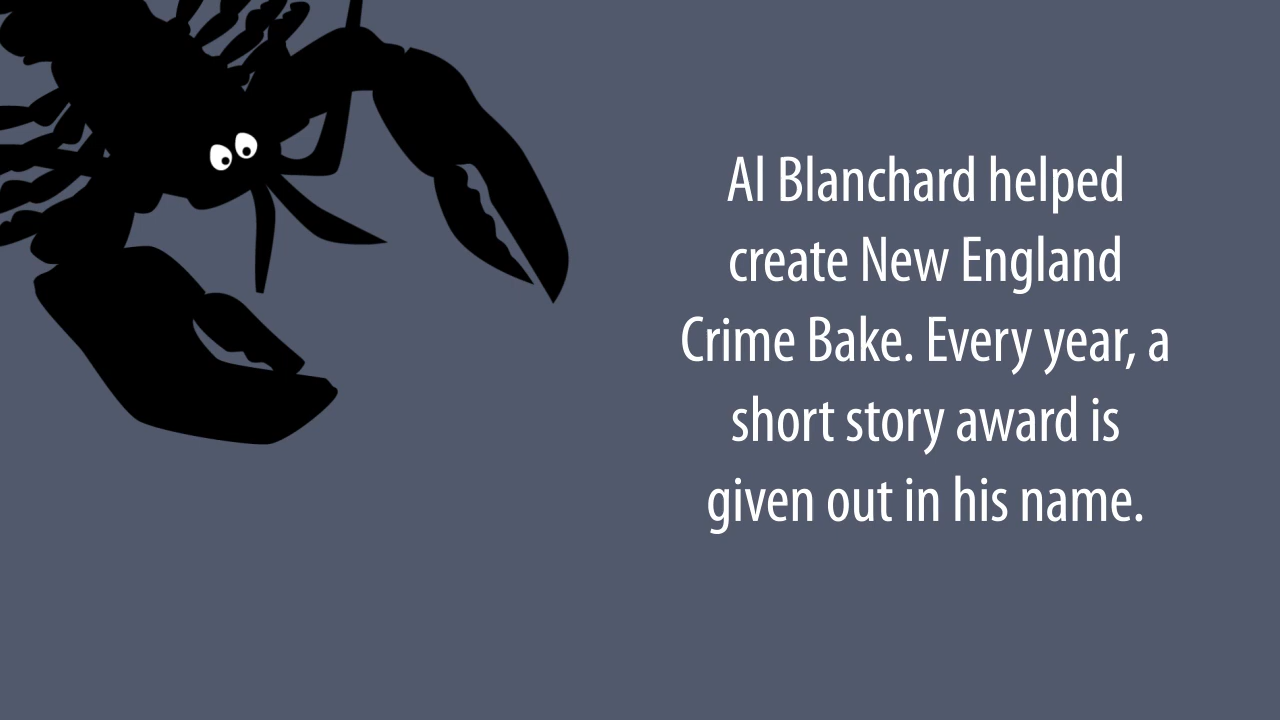 Al Blanchard helped
create New England
Crime Bake. Every year, a
short story award is
given out in his name.